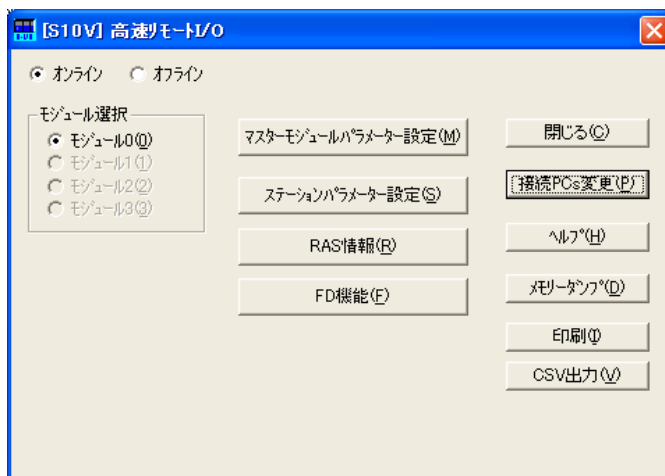 [S10V] 高速ﾘﾓｰﾄI/O
ｵﾝﾗｲﾝ ｵﾌﾗｲﾝ
ﾓｼﾞｭｰﾙ選択
ﾓｼﾞｭｰﾙ0(0)
ﾓｼﾞｭｰﾙ1(1)
ﾓｼﾞｭｰﾙ2(2)
ﾓｼﾞｭｰﾙ3(3)
ﾏｽﾀｰﾓｼﾞｭｰﾙﾊﾟﾗﾒｰﾀｰ設定(M)
ｽﾃｰｼｮﾝﾊﾟﾗﾒｰﾀｰ設定(S)
RAS情報(R)
FD機能(F)
閉じる(C)
接続PCs変更(P)
ﾍﾙﾌﾟ(H)
ﾒﾓﾘｰﾀﾞﾝﾌﾟ(D)
印刷(I)
CSV出力(V)